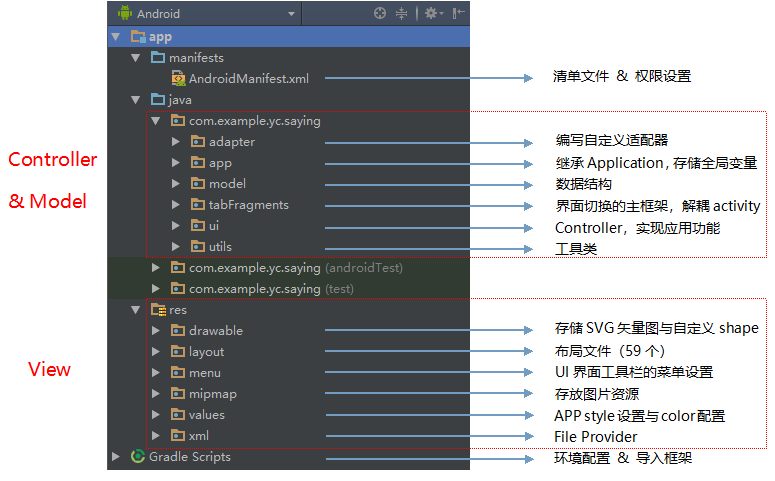 Android
app
manifests
AndroidManifest.xml 清单文件 & 权限设置
java
com.example.yc.saying
adapter 编写自定义适配器
Controller
app 继承 Application，存储全局变量
model 数据结构
& Model
tabFragments 界面切换的主框架，解耦 activity
ui Controller，实现应用功能
utils 工具类
com.example.yc.saying (androidTest)
com.example.yc.saying (test)
res
drawable 存储 SVG 矢量图与自定义 shape
layout 布局文件（59 个）
View
menu UI 界面工具栏的菜单设置
mipmap 存放图片资源
values APP style 设置与 color 配置
xml File Provider
Gradle Scripts 环境配置 & 导入框架